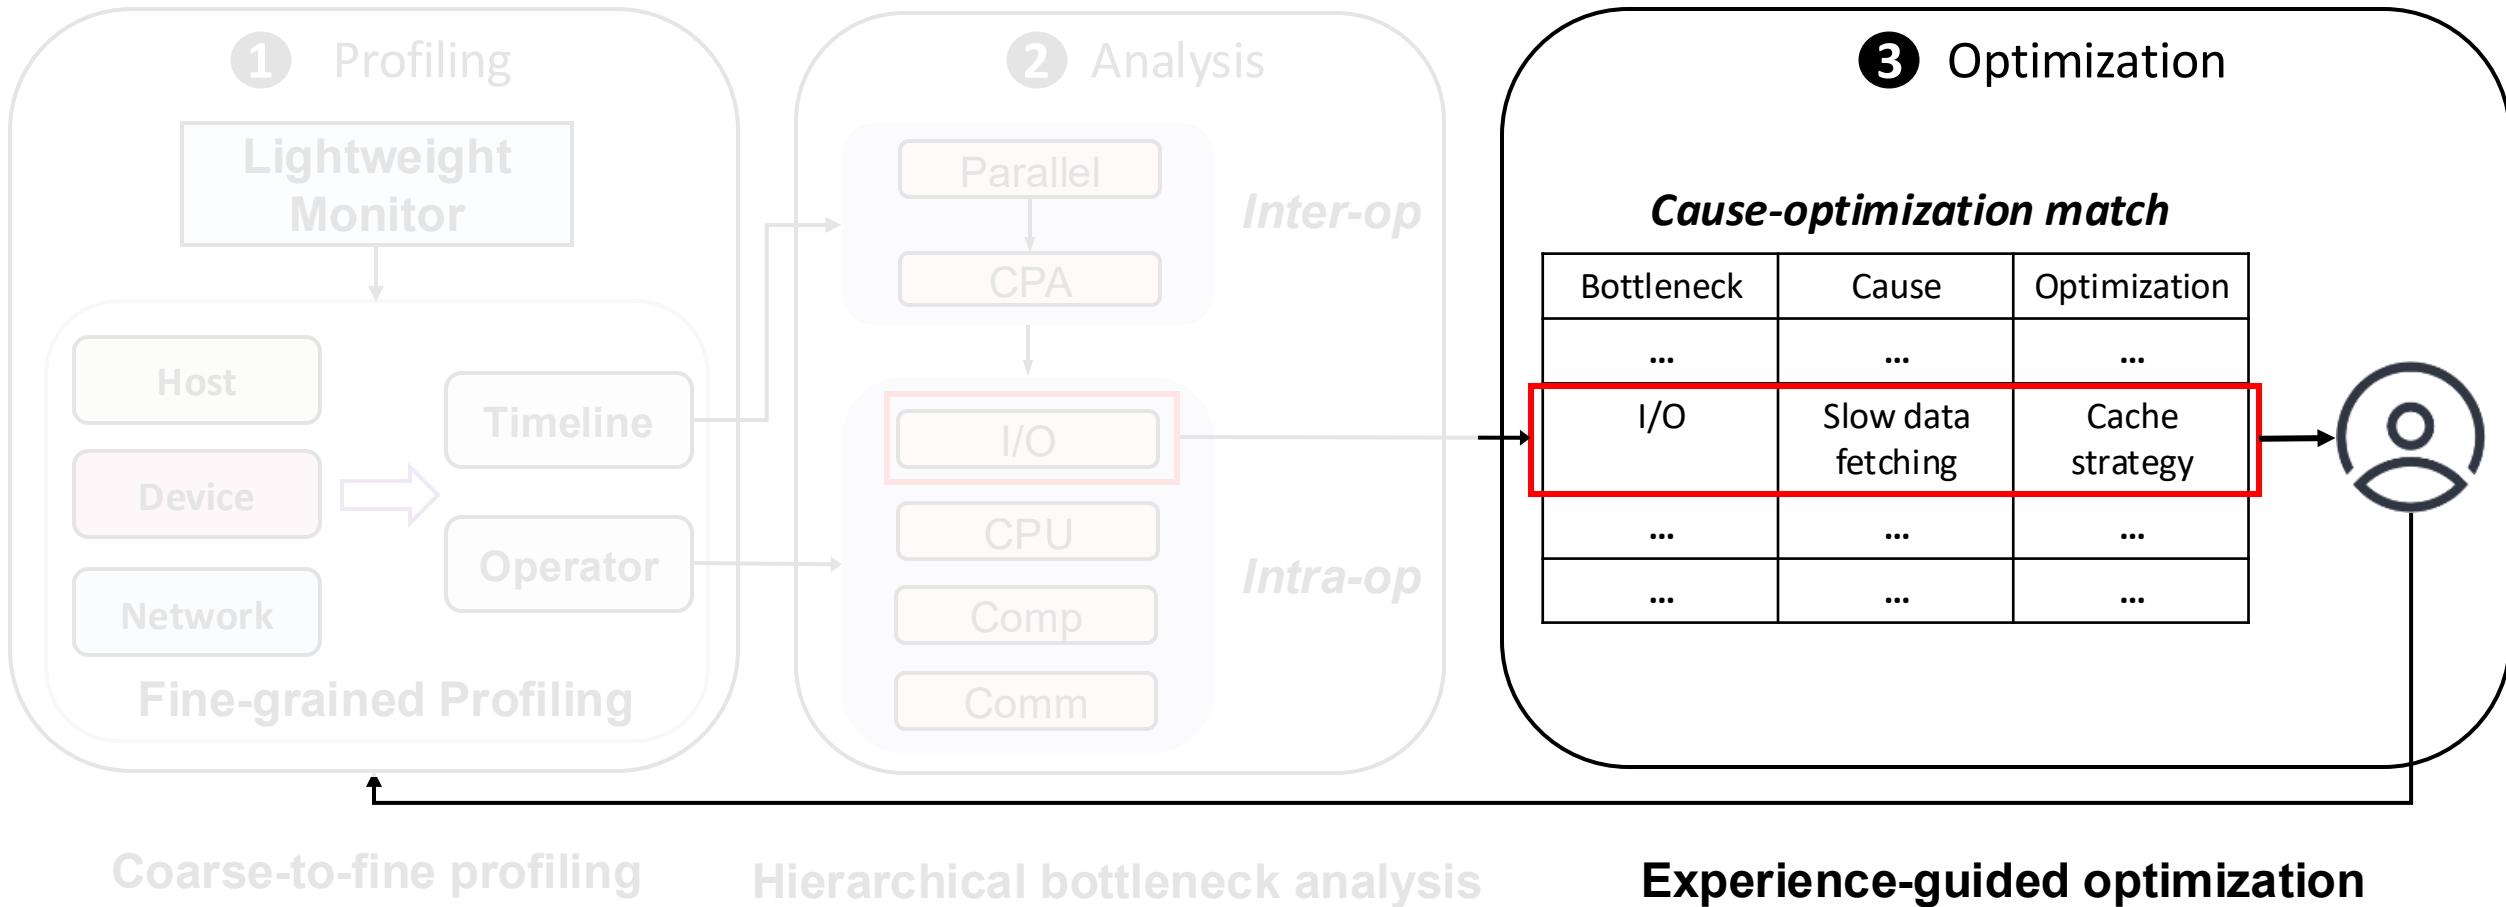 1 Profiling
Lightweight
Monitor
Host
Device
Network
Timeline
Operator
Fine-grained Profiling
Coarse-to-fine profiling
2 Analysis
Parallel
CPA
Inter-op
I/O
CPU
Comp
Comm
Intra-op
Hierarchical bottleneck analysis
3 Optimization
Cause-optimization match
Bottleneck Cause Optimization
... ... ...
I/O Slow data Cache
fetching strategy
... ... ...
... ... ...
Experience-guided optimization